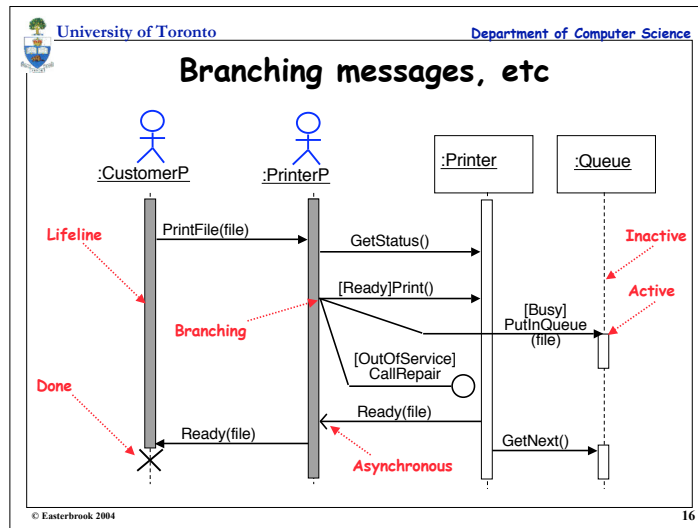 University of Toronto
Department of Computer Science
Branching messages, etc
:CustomerP
:PrinterP
:Printer
:Queue
Lifeline
PrintFile(file)
GetStatus()
Inactive
[Ready]Print()
Active
Branching
[Busy]
PutInQueue
(file)
[OutOfService]
CallRepair
Done
Ready(file)
Ready(file)
GetNext()
Asynchronous
© Easterbrook 2004
16